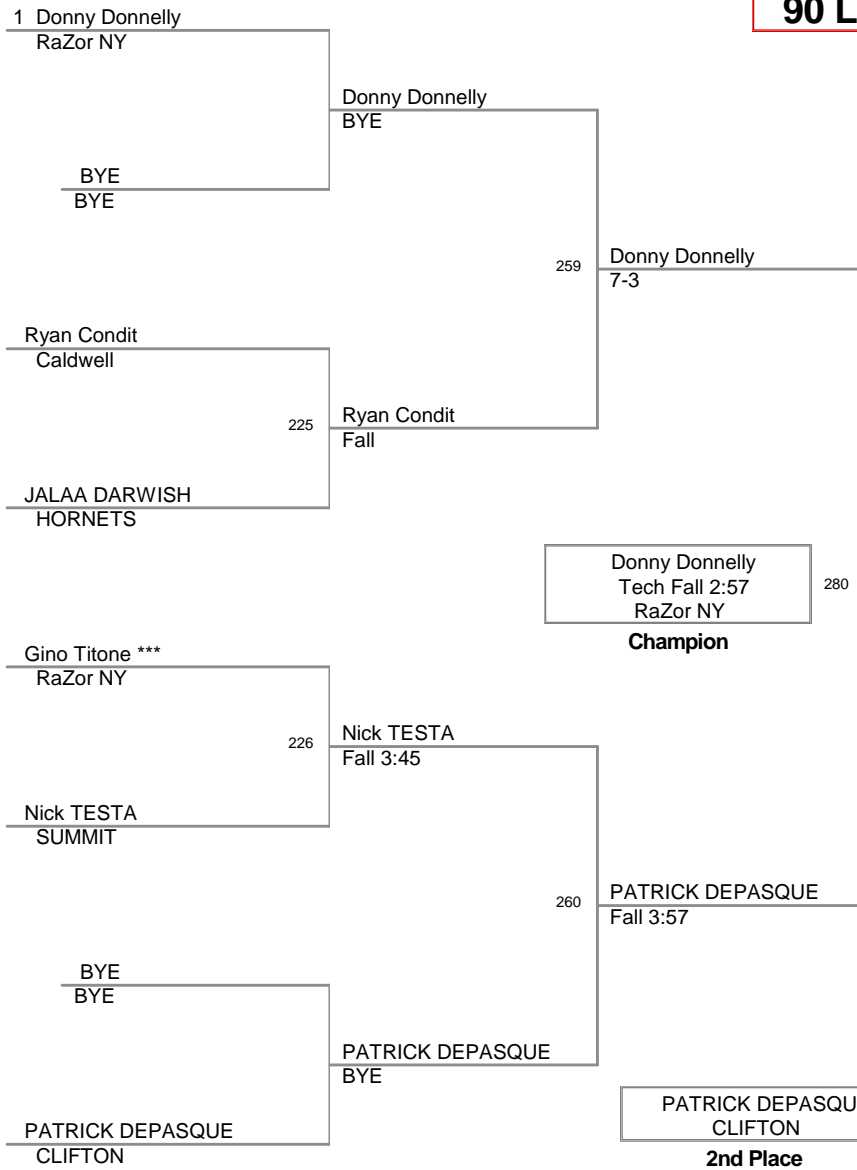 90 L
1 Donny Donnelly
RaZor NY
Donny Donnelly
BYE
BYE
BYE
259
Donny Donnelly
7-3
Ryan Condit
Caldwell
225
Ryan Condit
Fall
JALAA DARWISH
HORNETS
Donny Donnelly
Tech Fall 2:57
RaZor NY
280
Champion
Gino Titone ***
RaZor NY
226
Nick TESTA
Fall 3:45
Nick TESTA
SUMMIT
260
PATRICK DEPASQUE
Fall 3:57
BYE
BYE
PATRICK DEPASQUE
BYE
PATRICK DEPASQUE
CLIFTON
PATRICK DEPASQU
CLIFTON
2nd Place